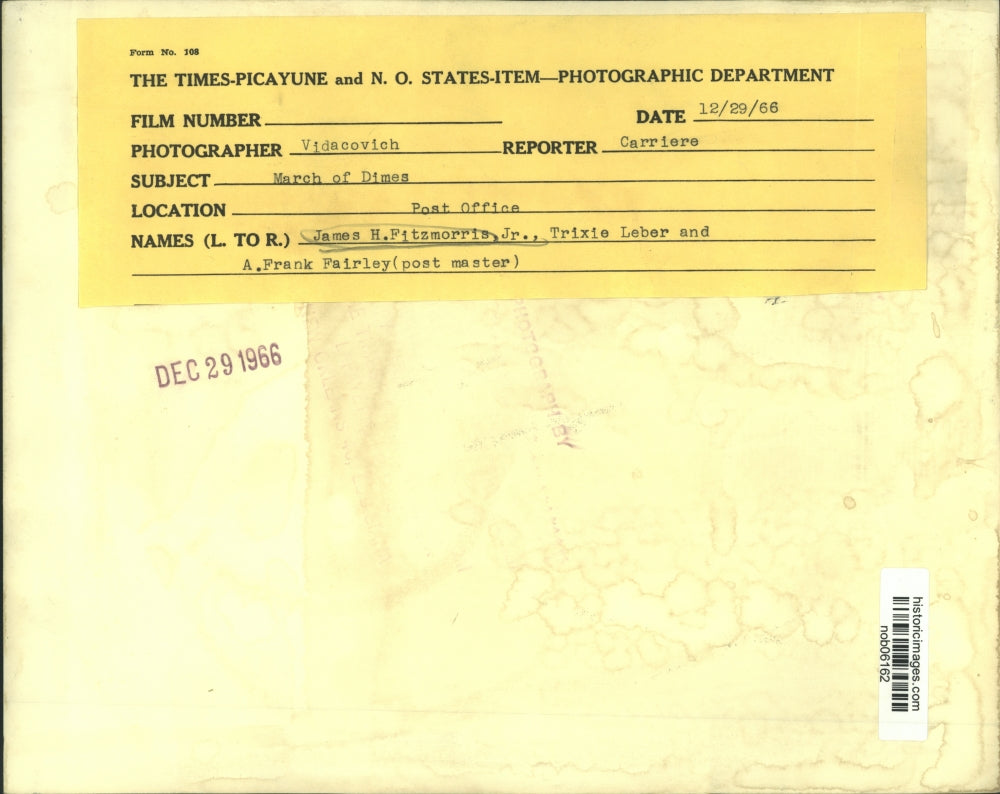 Form No. 108
THE TIMES-PICAYUNE and N. O. STATES-ITEM—PHOTOGRAPHIC DEPARTMENT
FILM NUMBER
DATE 12/29/66
PHOTOGRAPHER Vidacovich REPORTER Carriere
SUBJECT March of Dimes
LOCATION Post Office
NAMES (L. TO R.) James H.Fitzmorris,Jr., Trixie Leber and
A.Frank Fairley(post master)
DEC 29 1966
PHOTOGRAPH BY
historicimages.com
nob06162